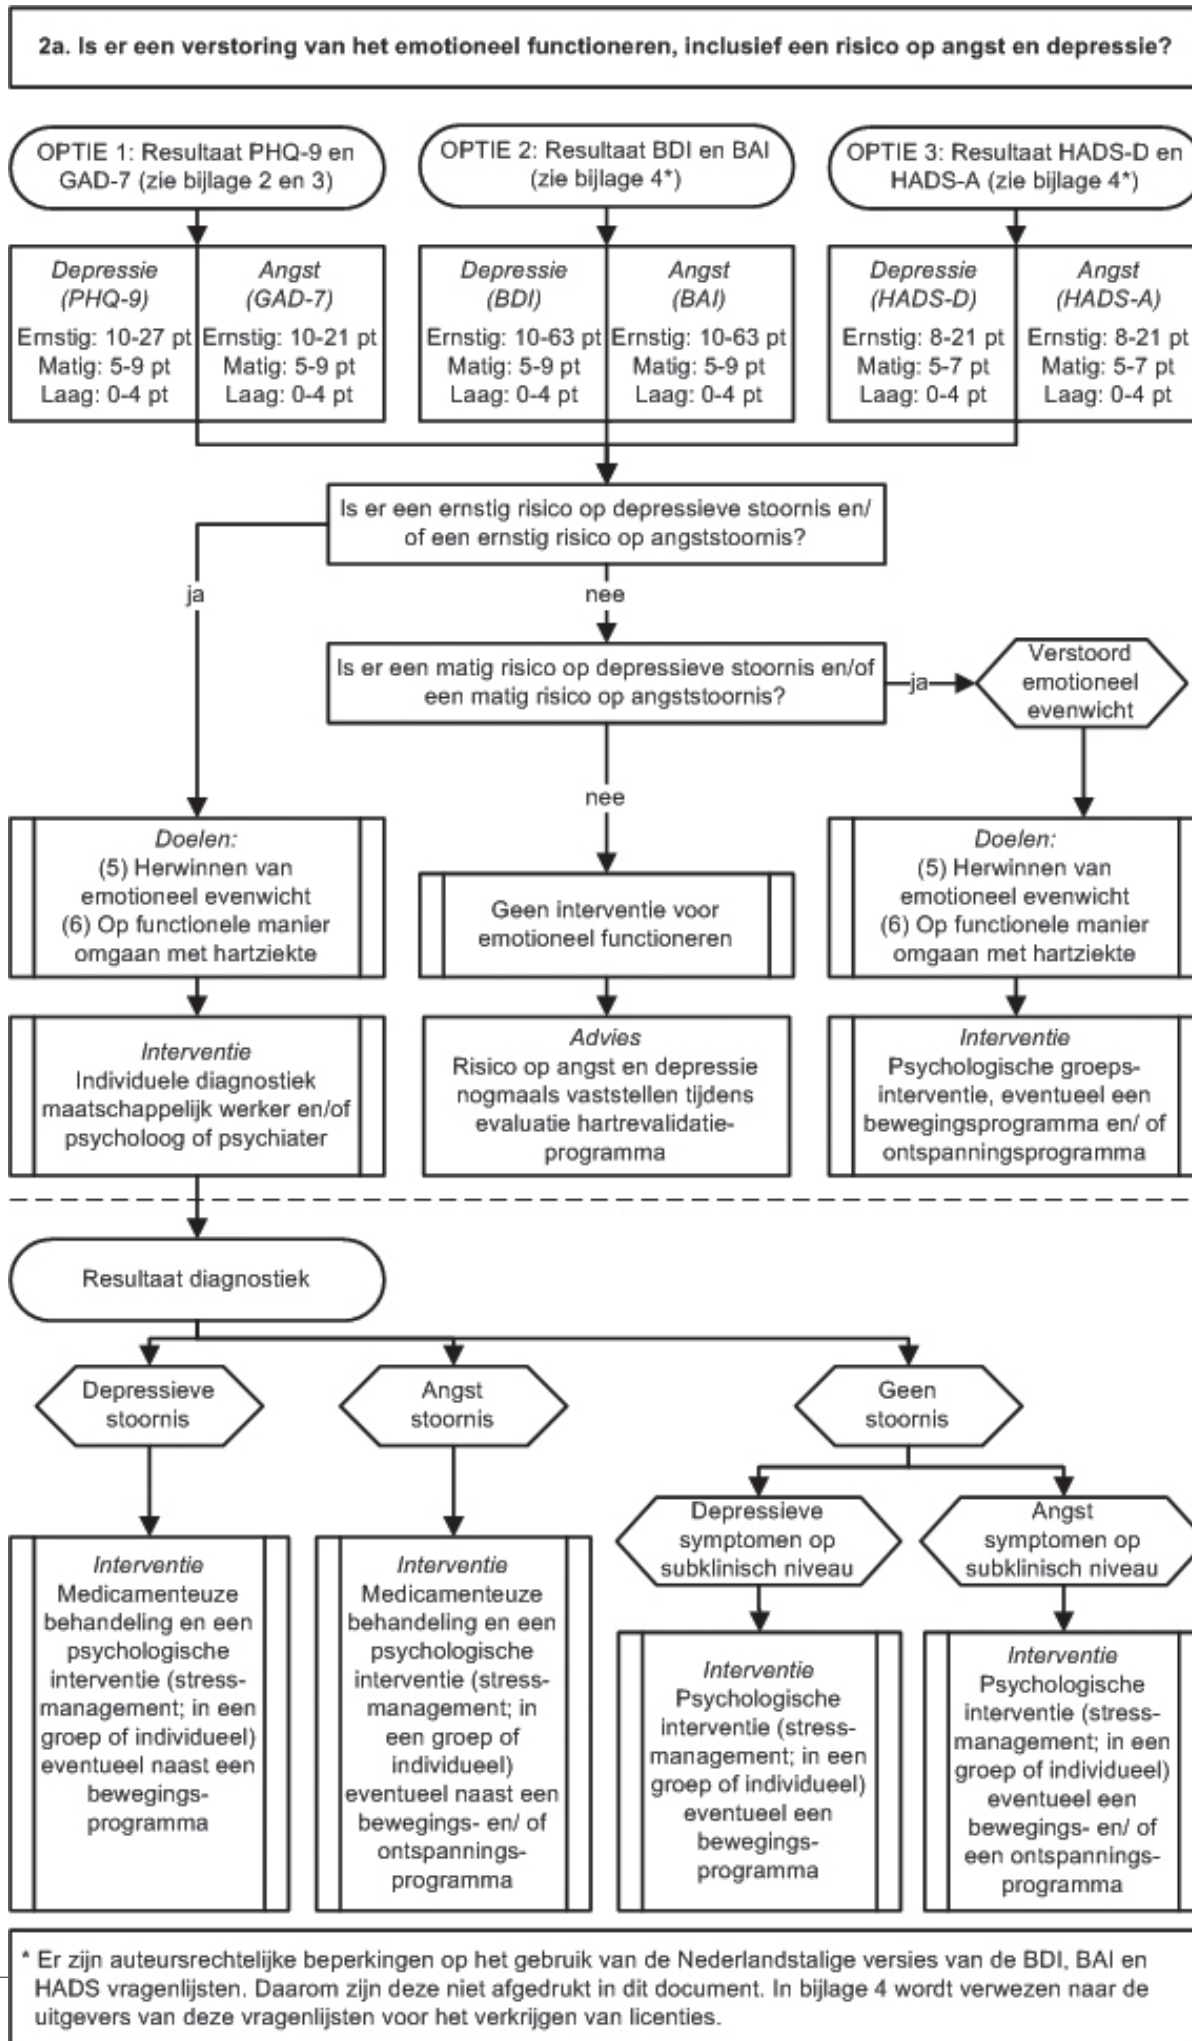 2a. Is er een verstoring van het emotioneel functioneren, inclusief een risico op angst en depressie?
OPTIE 1: Resultaat PHQ-9 en
GAD-7 (zie bijlage 2 en 3)
OPTIE 2: Resultaat BDI en BAI
(zie bijlage 4*)
OPTIE 3: Resultaat HADS-D en
HADS-A (zie bijlage 4*)
Depressie
(PHQ-9)
Ernstig: 10-27 pt
Matig: 5-9 pt
Laag: 0-4 pt
Angst
(GAD-7)
Ernstig: 10-21 pt
Matig: 5-9 pt
Laag: 0-4 pt
Depressie
(BDI)
Ernstig: 10-63 pt
Matig: 5-9 pt
Laag: 0-4 pt
Angst
(BAI)
Ernstig: 10-63 pt
Matig: 5-9 pt
Laag: 0-4 pt
Depressie
(HADS-D)
Ernstig: 8-21 pt
Matig: 5-7 pt
Laag: 0-4 pt
Angst
(HADS-A)
Ernstig: 8-21 pt
Matig: 5-7 pt
Laag: 0-4 pt
Is er een ernstig risico op depressieve stoornis en/
of een ernstig risico op angststoornis?
ja
nee
Is er een matig risico op depressieve stoornis en/of
een matig risico op angststoornis?
ja
Verstoord
emotioneel
evenwicht
nee
Doelen:
(5) Herwinnen van
emotioneel evenwicht
(6) Op functionele manier
omgaan met hartziekte
Geen interventie voor
emotioneel functioneren
Doelen:
(5) Herwinnen van
emotioneel evenwicht
(6) Op functionele manier
omgaan met hartziekte
Interventie
Individuele diagnostiek
maatschappelijk werker en/of
psycholoog of psychiater
Advies
Risico op angst en depressie
nogmaals vaststellen tijdens
evaluatie hartrevalidatie-
programma
Interventie
Psychologische groeps-
interventie, eventueel een
bewegingsprogramma en/ of
ontspanningsprogramma
Resultaat diagnostiek
Depressieve
stoornis
Angst
stoornis
Geen
stoornis
Depressieve
symptomen op
subklinisch niveau
Angst
symptomen op
subklinisch niveau
Interventie
Medicamenteuze
behandeling en een
psychologische
interventie (stress-
management; in een
groep of individueel)
eventueel naast een
bewegings-
programma
Interventie
Medicamenteuze
behandeling en een
psychologische
interventie (stress-
management; in
een groep of
individueel)
eventueel naast een
bewegings- en/ of
ontspannings-
programma
Interventie
Psychologische
interventie (stress-
management; in een
groep of individueel)
eventueel een
bewegings-
programma
Interventie
Psychologische
interventie (stress-
management; in een
groep of individueel)
eventueel een
bewegings- en/ of
een ontspannings-
programma
* Er zijn auteursrechtelijke beperkingen op het gebruik van de Nederlandstalige versies van de BDI, BAI en
HADS vragenlijsten. Daarom zijn deze niet afgedrukt in dit document. In bijlage 4 wordt verwezen naar de
uitgevers van deze vragenlijsten voor het verkrijgen van licenties.